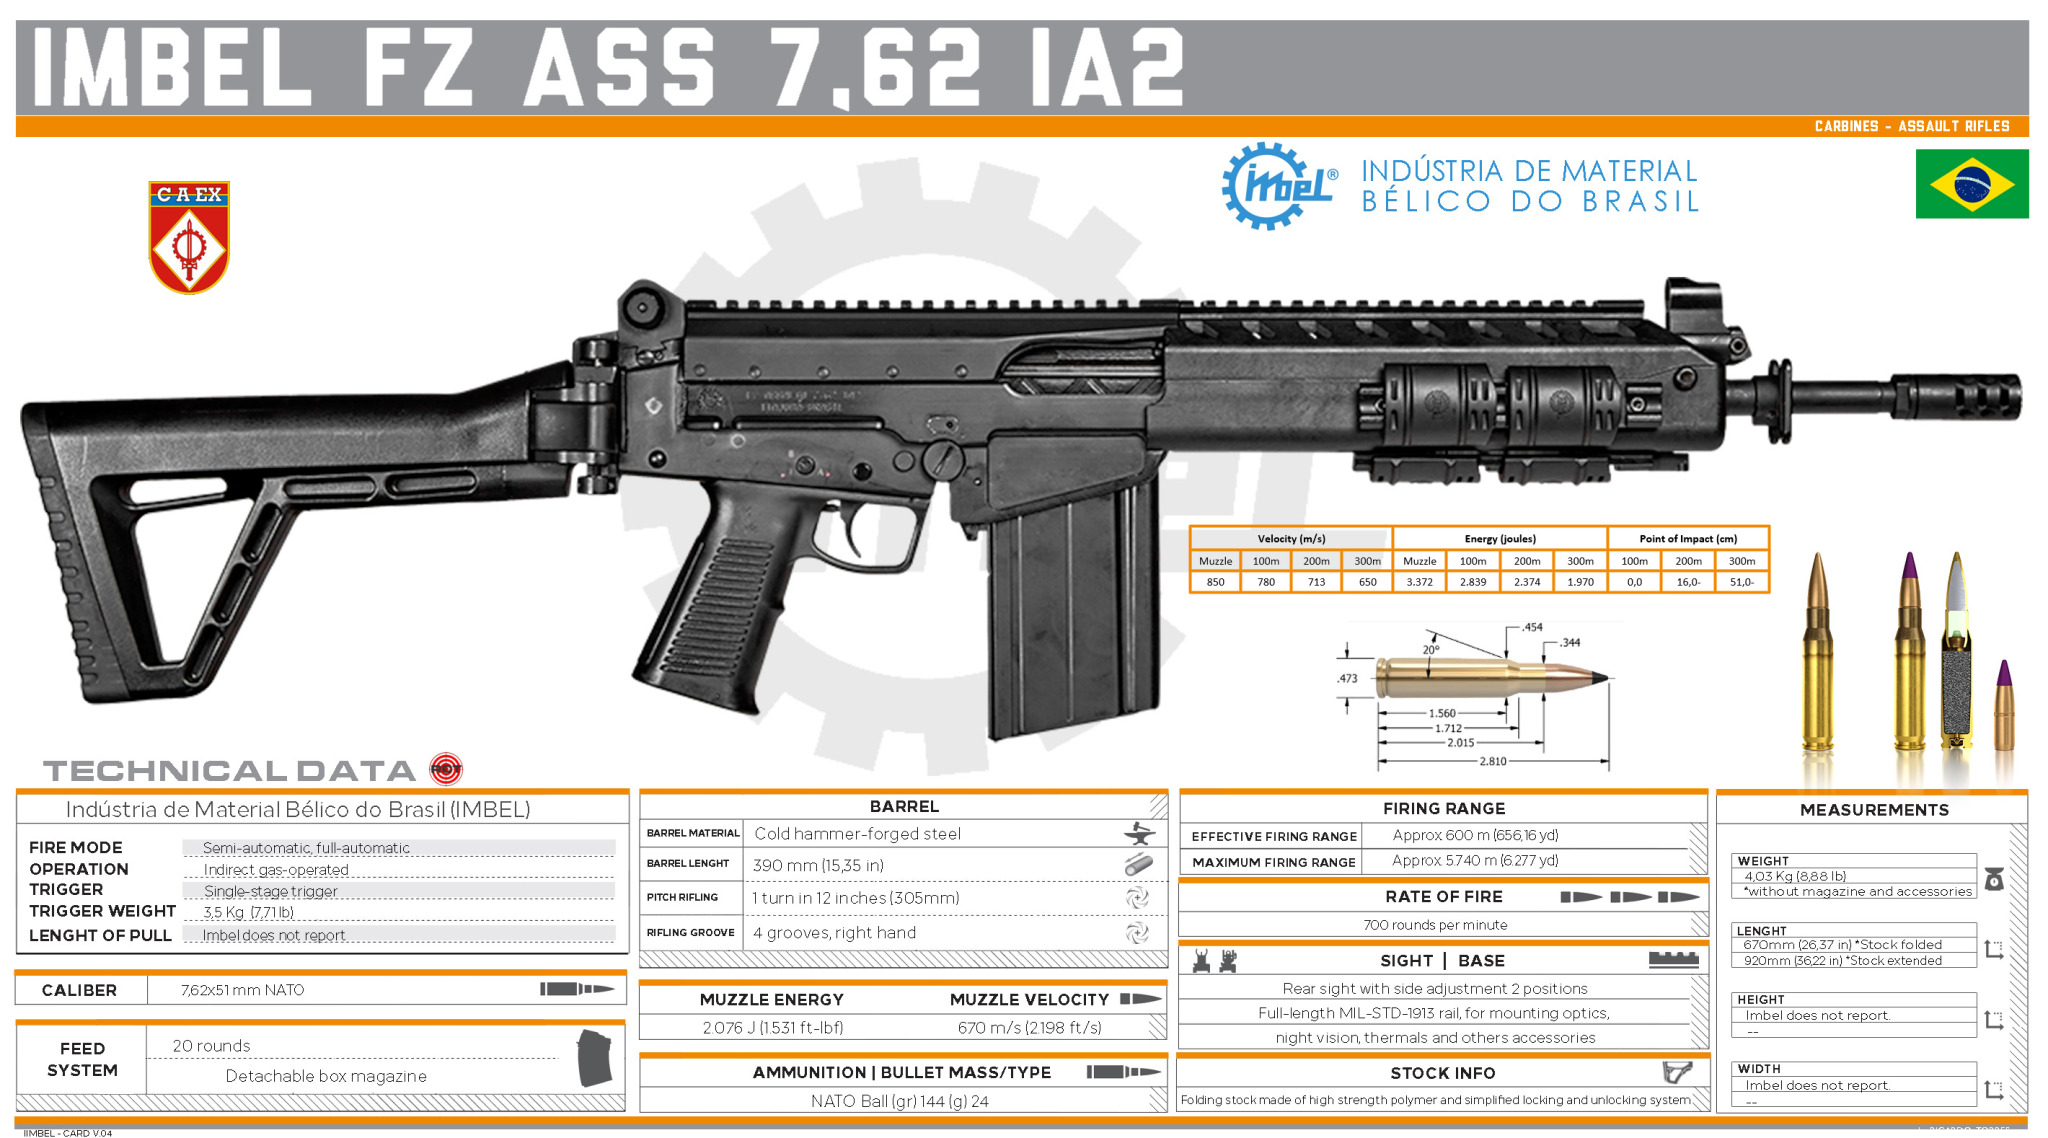 IMBEL FZ ASS 7,62 IA2
CARBINES - ASSAULT RIFLES
C A EX
imbel®
INDÚSTRIA DE MATERIAL
BÉLICO DO BRASIL
Velocity (m/s) Energy (joules) Point of Impact (cm)
Muzzle 100m 200m 300m Muzzle 100m 200m 300m 100m 200m 300m
850 780 713 650 3.372 2.839 2.374 1.970 0,0 16,0- 51,0-
.454
.344
20°
.473
1.560
1.712
2.015
2.810
TECHNICAL DATA
Indústria de Material Bélico do Brasil (IMBEL)
FIRE MODE Semi-automatic, full-automatic
OPERATION Indirect gas-operated
TRIGGER Single-stage trigger
TRIGGER WEIGHT 3,5 Kg (7,71 lb)
LENGHT OF PULL Imbel does not report
CALIBER 7,62x51 mm NATO
FEED SYSTEM
20 rounds
Detachable box magazine
BARREL
BARREL MATERIAL Cold hammer-forged steel
BARREL LENGHT 390 mm (15,35 in)
PITCH RIFLING 1 turn in 12 inches (305mm)
RIFLING GROOVE 4 grooves, right hand
MUZZLE ENERGY MUZZLE VELOCITY
2.076 J (1.531 ft-lbf) 670 m/s (2.198 ft/s)
AMMUNITION | BULLET MASS/TYPE
NATO Ball (gr) 144 (g) 24
FIRING RANGE
EFFECTIVE FIRING RANGE Approx 600 m (656,16 yd)
MAXIMUM FIRING RANGE Approx 5.740 m (6.277 yd)
RATE OF FIRE
700 rounds per minute
SIGHT | BASE
Rear sight with side adjustment 2 positions
Full-length MIL-STD-1913 rail, for mounting optics,
night vision, thermals and others accessories
STOCK INFO
Folding stock made of high strength polymer and simplified locking and unlocking system.
MEASUREMENTS
WEIGHT
4,03 Kg (8,88 lb)
*without magazine and accessories
LENGHT
670mm (26,37 in) *Stock folded
920mm (36,22 in) *Stock extended
HEIGHT
Imbel does not report.
--
WIDTH
Imbel does not report.
--
IIMBEL - CARD V.04